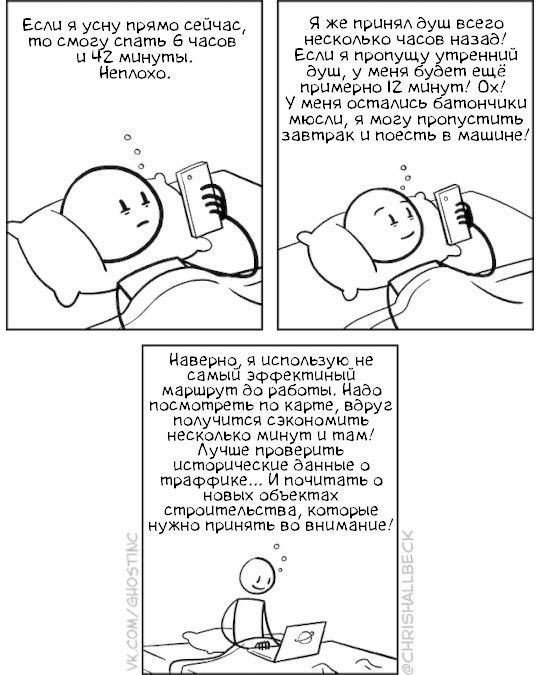 Если я усну прямо сейчас,
то смогу спать 6 часов
и 42 минуты.
Неплохо.
Я же принял душ всего
несколько часов назад!
Если я пропущу утренний
душ, у меня будет ещё
примерно 12 минут! Ох!
У меня остались батончики
мюсли, я могу пропустить
завтрак и поесть в машине!
Наверно, я использую не
самый эффектиный
маршрут до работы. Надо
посмотреть по карте, вдруг
получится сэкономить
несколько минут и там!
Лучше проверить
исторические данные о
траффике... И почитать о
новых объектах
строительства, которые
нужно принять во внимание!
VK.COM/GHOSTINC
@CHRISHALLBECK